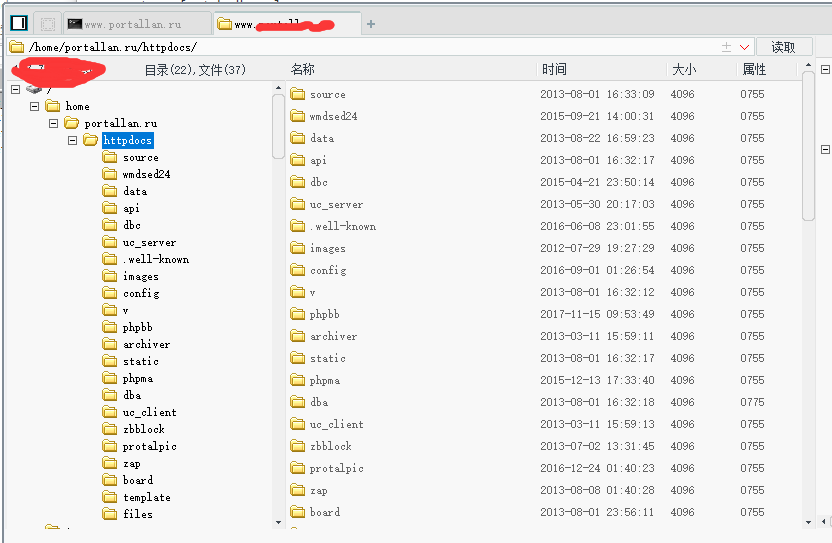 www.portallan.ru
www.
/home/portallan.ru/httpdocs/
读取
目录(22),文件(37)
名称 时间 大小 属性
/
home
portallan.ru
httpdocs
source
wmdsed24
data
api
dbc
uc_server
.well-known
images
config
v
phpbb
archiver
static
phpma
dba
uc_client
zbblock
protalpic
zap
board
template
files
source 2013-08-01 16:33:09 4096 0755
wmdsed24 2015-09-21 14:00:31 4096 0755
data 2013-08-22 16:59:23 4096 0755
api 2013-08-01 16:32:17 4096 0755
dbc 2015-04-21 23:50:14 4096 0755
uc_server 2013-05-30 20:17:03 4096 0755
.well-known 2016-06-08 23:01:55 4096 0755
images 2012-07-29 19:27:29 4096 0755
config 2016-09-01 01:26:54 4096 0755
v 2013-08-01 16:32:12 4096 0755
phpbb 2017-11-15 09:53:49 4096 0755
archiver 2013-03-11 15:59:11 4096 0755
static 2013-08-01 16:32:17 4096 0755
phpma 2015-12-13 17:33:40 4096 0755
dba 2013-08-01 16:32:18 4096 0775
uc_client 2013-03-11 15:59:13 4096 0755
zbblock 2013-07-02 13:31:45 4096 0755
protalpic 2016-12-24 01:40:23 4096 0755
zap 2013-08-08 01:40:28 4096 0755
board 2013-08-01 23:56:11 4096 0755